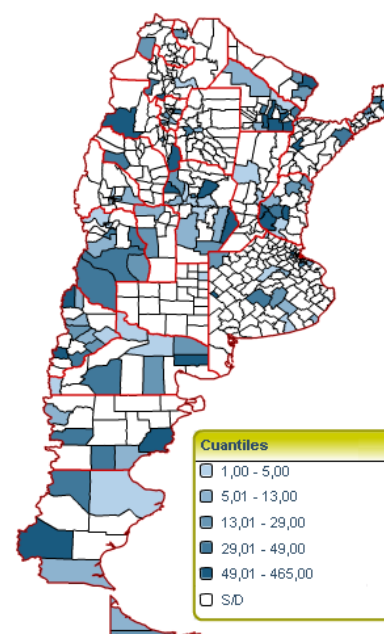 Cuantiles
1,00 - 5,00
5,01 - 13,00
13,01 - 29,00
29,01 - 49,00
49,01 - 465,00
S/D